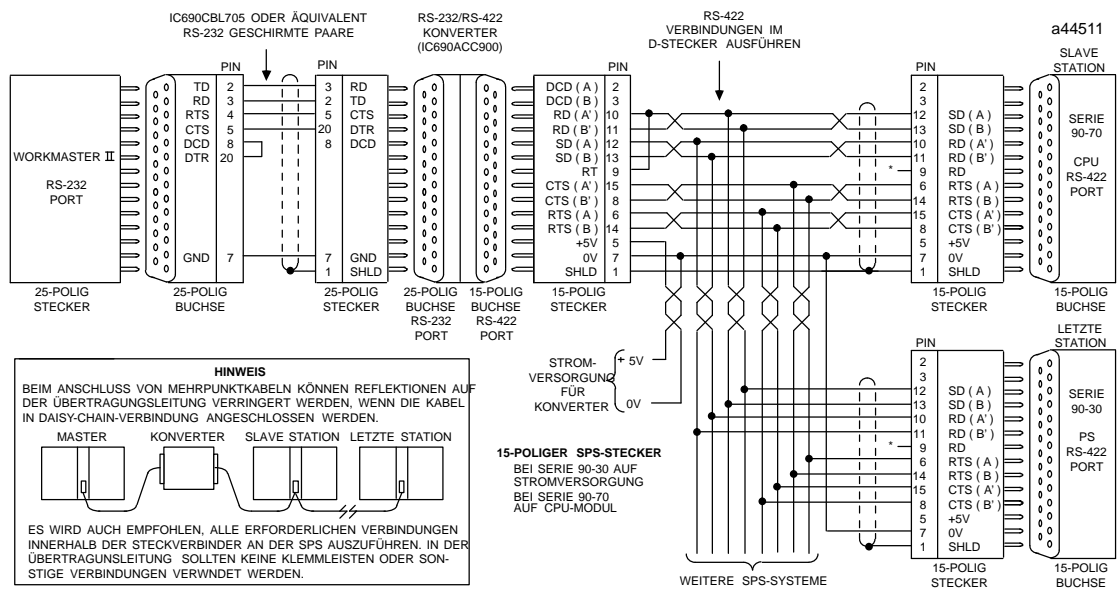 IC690CBL705 ODER ÄQUIVALENT
RS-232 GESCHIRMTE PAARE
RS-232/RS-422
KONVERTER
(IC690ACC900)
RS-422
VERBINDUNGEN IM
D-STECKER AUSFÜHREN
a44511
SLAVE
STATION
PIN
PIN
PIN
PIN
WORKMASTER II
RS-232
PORT
TD 2
RD 3
RTS 4
CTS 5
DCD 8
DTR 20
GND 7
3 RD
2 TD
5 CTS
20 DTR
8 DCD
7 GND
1 SHLD
DCD ( A ) 2
DCD ( B ) 3
RD ( A' ) 10
RD ( B' ) 11
SD ( A ) 12
SD ( B ) 13
RT 9
CTS ( A' ) 15
CTS ( B' ) 8
RTS ( A ) 6
RTS ( B ) 14
+5V 5
0V 7
SHLD 1
2
3
12 SD ( A )
13 SD ( B )
10 RD ( A' )
11 RD ( B' )
* 9 RD
6 RTS ( A )
14 RTS ( B )
15 CTS ( A' )
8 CTS ( B' )
5 +5V
7 0V
1 SHLD
SERIE
90-70
CPU
RS-422
PORT
25-POLIG
STECKER
25-POLIG
BUCHSE
25-POLIG
STECKER
25-POLIG
BUCHSE
RS-232
PORT
15-POLIG
BUCHSE
RS-422
PORT
15-POLIG
STECKER
15-POLIG
STECKER
15-POLIG
BUCHSE
LETZTE
STATION
STROM-
VERSORGUNG
FÜR
KONVERTER
+ 5V
0V
PIN
2
3
12 SD ( A )
13 SD ( B )
10 RD ( A' )
11 RD ( B' )
* 9 RD
6 RTS ( A )
14 RTS ( B )
15 CTS ( A' )
8 CTS ( B' )
5 +5V
7 0V
1 SHLD
SERIE
90-30
PS
RS-422
PORT
15-POLIG
STECKER
15-POLIG
BUCHSE
HINWEIS
BEIM ANSCHLUSS VON MEHRPUNKTKABELN KÖNNEN REFLEKTIONEN AUF
DER ÜBERTRAGUNGSLEITUNG VERRINGERT WERDEN, WENN DIE KABEL
IN DAISY-CHAIN-VERBINDUNG ANGESCHLOSSEN WERDEN.
MASTER KONVERTER SLAVE STATION LETZTE STATION
ES WIRD AUCH EMPFOHLEN, ALLE ERFORDERLICHEN VERBINDUNGEN
INNERHALB DER STECKVERBINDER AN DER SPS AUSZUFÜHREN. IN DER
ÜBERTRAGUNSLEITUNG SOLLTEN KEINE KLEMMLEISTEN ODER SON-
STIGE VERBINDUNGEN VERWNDET WERDEN.
15-POLIGER SPS-STECKER
BEI SERIE 90-30 AUF
STROMVERSORGUNG
BEI SERIE 90-70
AUF CPU-MODUL
WEITERE SPS-SYSTEME